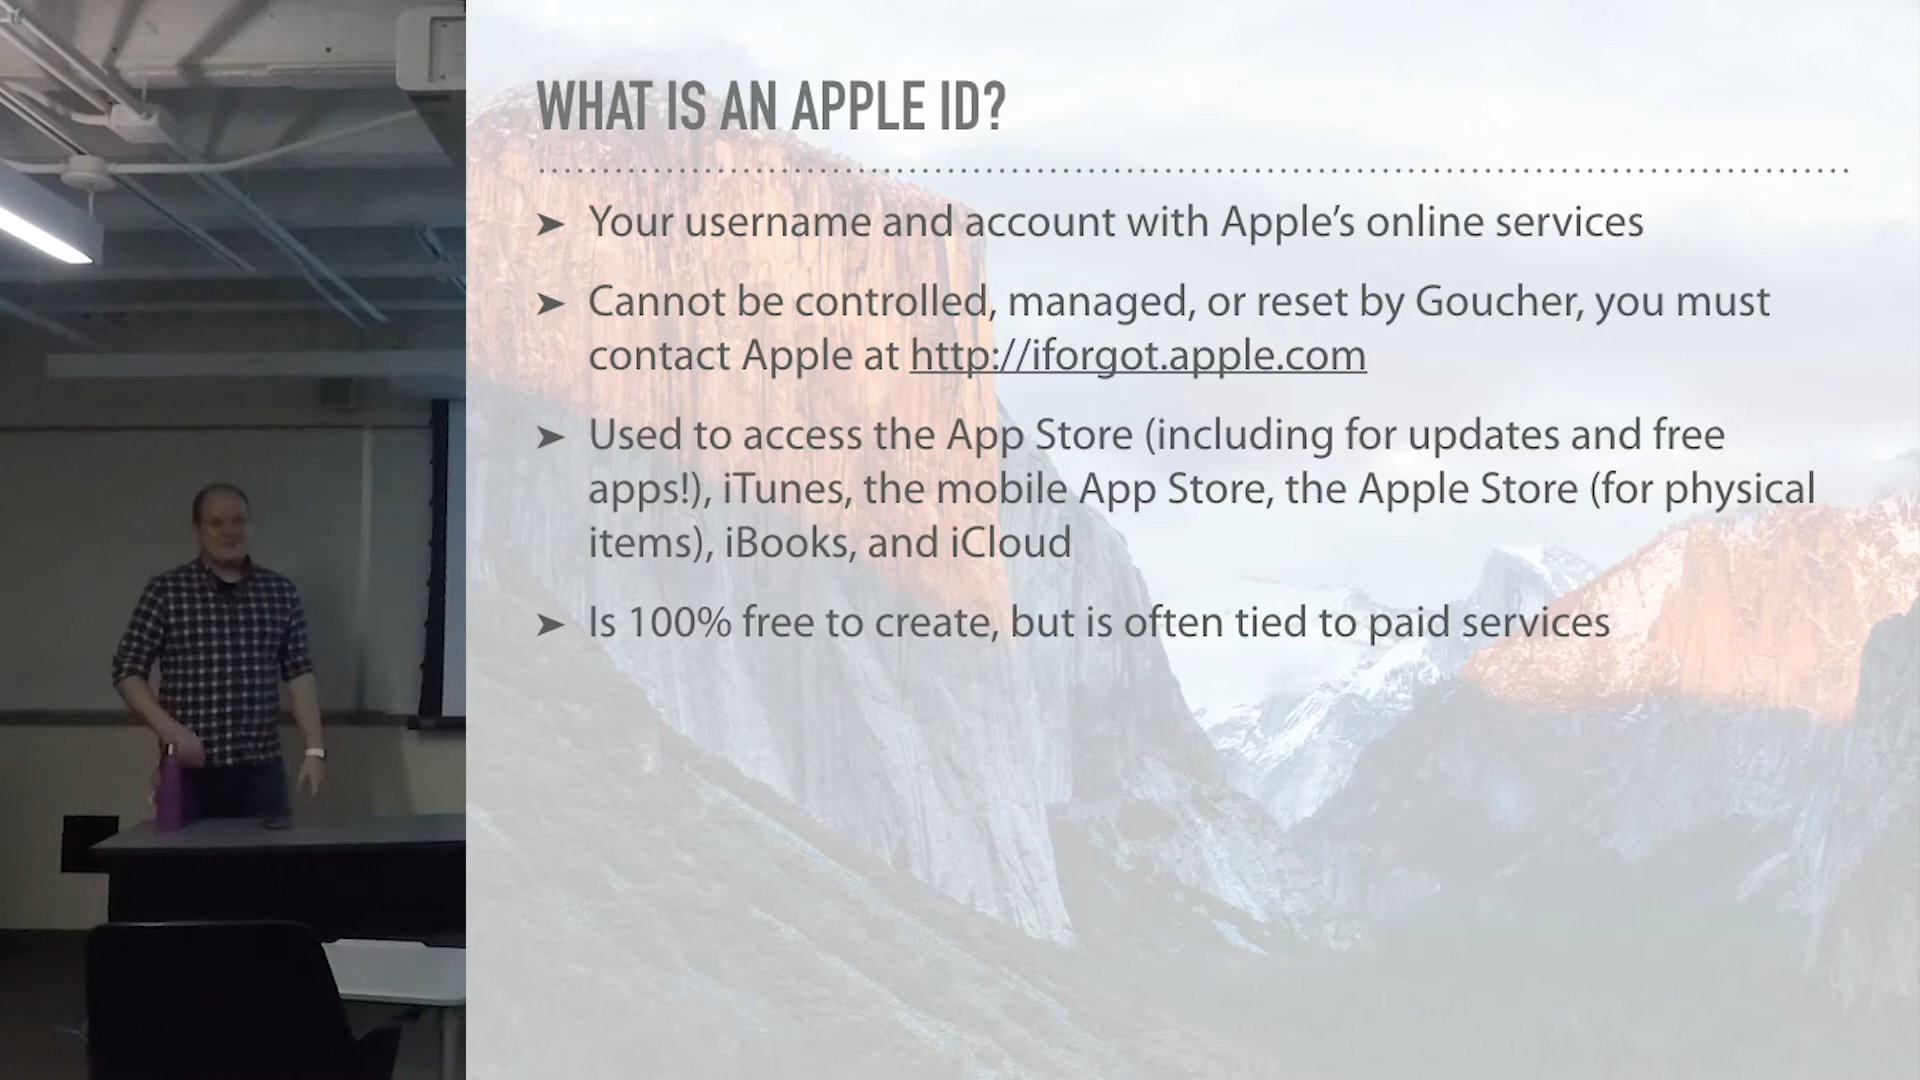 WHAT IS AN APPLE ID?
➤ Your username and account with Apple’s online services
➤ Cannot be controlled, managed, or reset by Goucher, you must
contact Apple at http://iforgot.apple.com
➤ Used to access the App Store (including for updates and free
apps!), iTunes, the mobile App Store, the Apple Store (for physical
items), iBooks, and iCloud
➤ Is 100% free to create, but is often tied to paid services